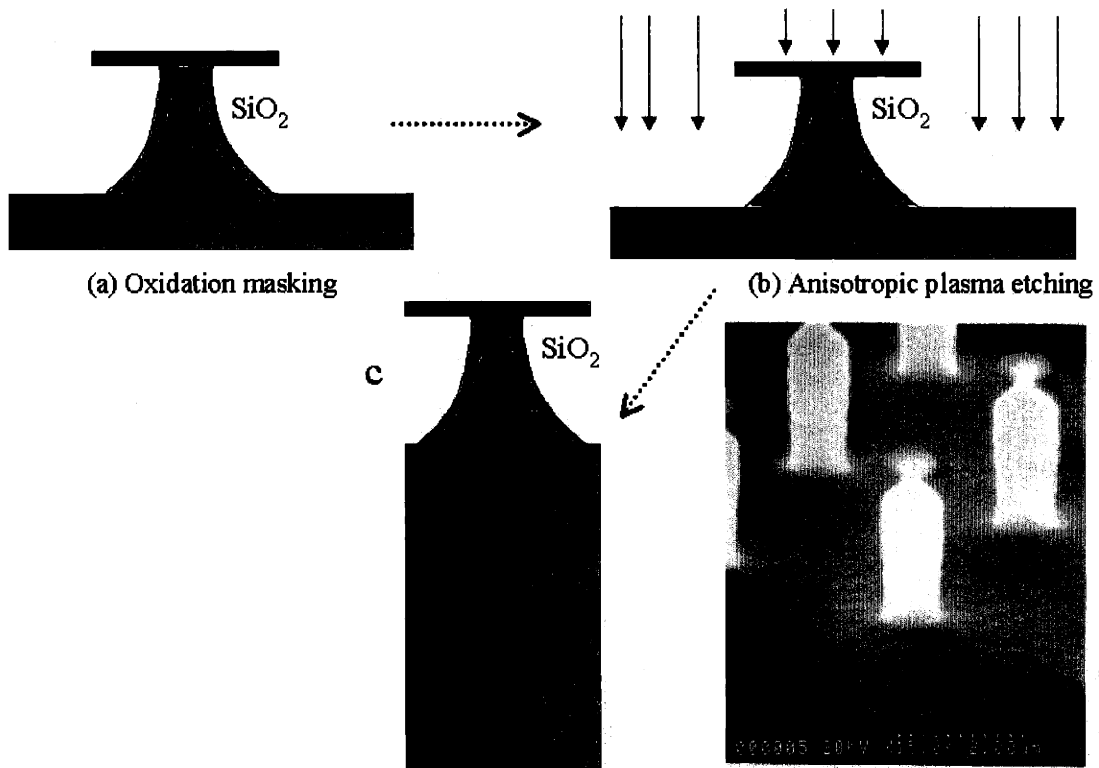 SiO₂
SiO₂
(a) Oxidation masking
(b) Anisotropic plasma etching
SiO₂
c